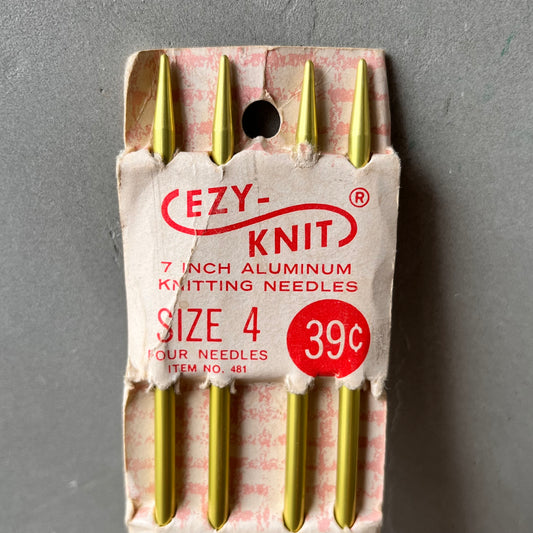 EZY-
KNIT ®
7 INCH ALUMINUM
KNITTING NEEDLES
SIZE 4
FOUR NEEDLES
ITEM NO. 481
39¢